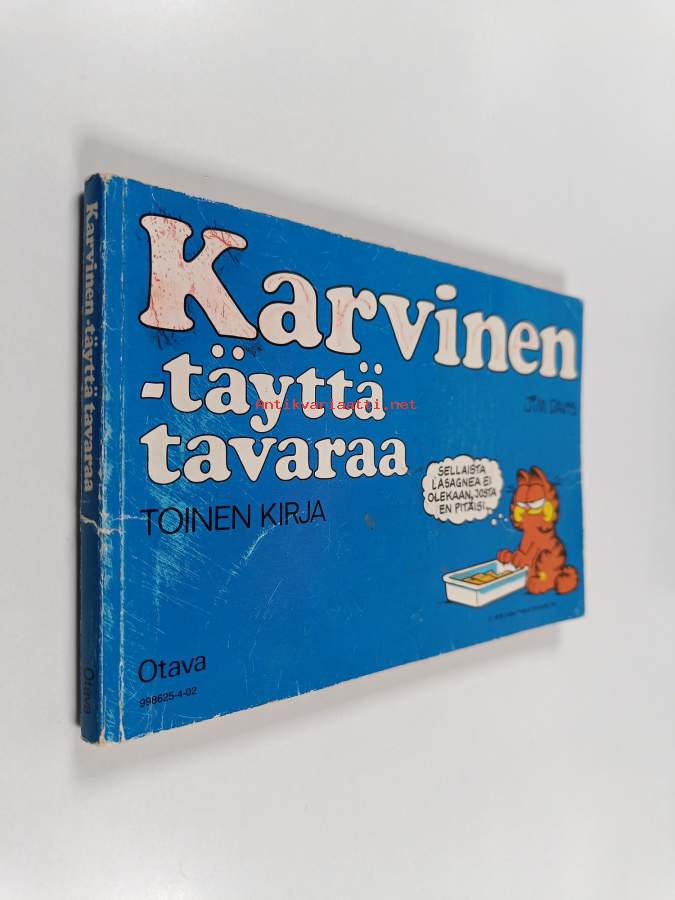 Karvinen -täyttä tavaraa
Otava
Karvinen
-täyttä
tavaraa
TOINEN KIRJA
JIM DAVIS
SELLAISTA
LASAGNEA EI
OLEKAAN, JOSTA
EN PITÄISI
Otava
998625-4-02
Antikvariaatti.net